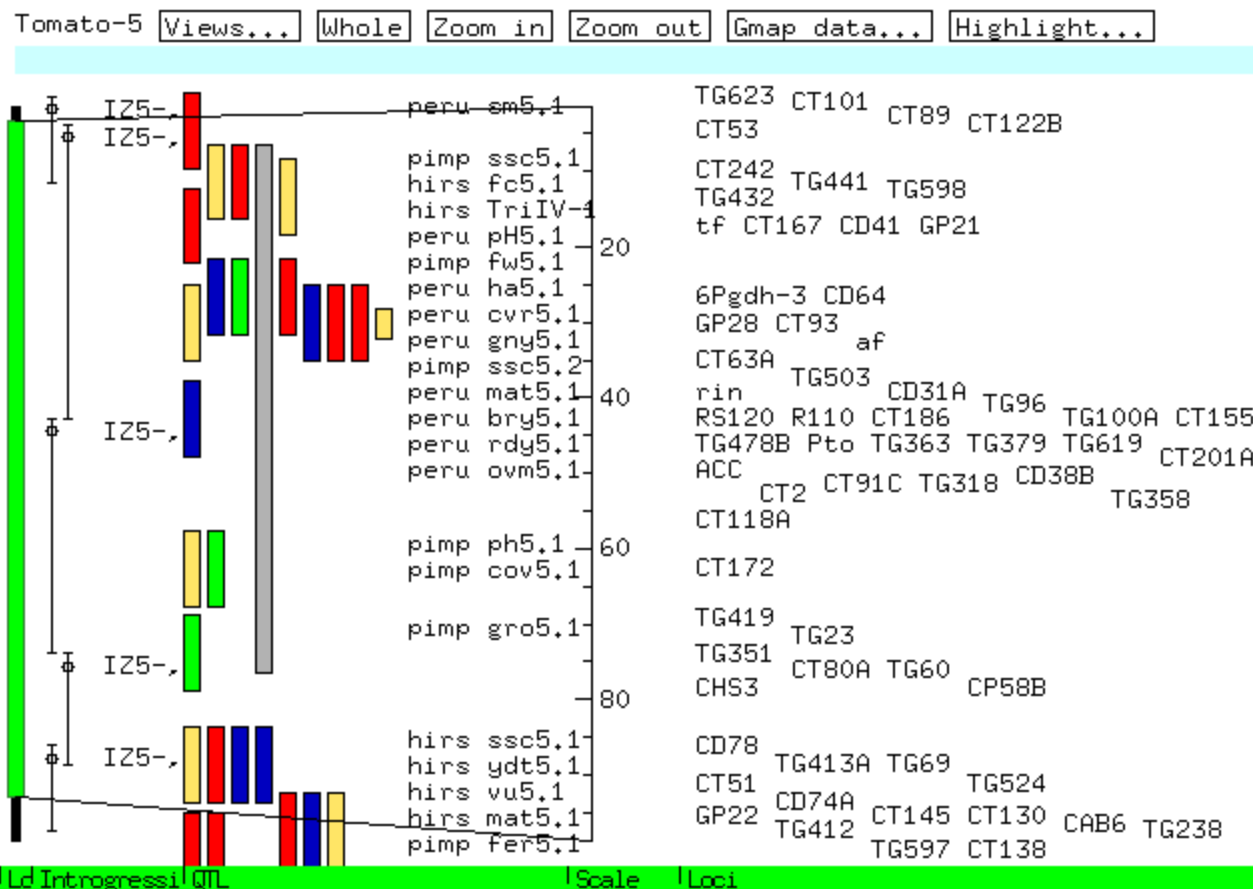 Tomato-5 Views... Whole Zoom in Zoom out Gmap data... Highlight...
IZ5-, peru sm5.1 TG623 CT101 CT89 CT122B
IZ5-, CT53
pimp ssc5.1 CT242 TG441 TG598
hirs fc5.1 TG432
hirs TriIV-1 tf CT167 CD41 GP21
peru pH5.1 20
pimp fw5.1
peru ha5.1 6Pgdh-3 CD64
peru cvr5.1 GP28 CT93
peru gny5.1 af
pimp ssc5.2 CT63A TG503
peru mat5.1 40 rin CD31A TG96
peru bry5.1 RS120 R110 CT186 TG100A CT155
IZ5-, peru rdy5.1 TG478B Pto TG363 TG379 TG619 CT201A
peru ovm5.1 ACC CT2 CT91C TG318 CD38B TG358
CT118A
pimp ph5.1 60
pimp cov5.1 CT172
pimp gro5.1 TG419 TG23
IZ5-, TG351 CT80A TG60
CHS3 CP58B
80
hirs ssc5.1 CD78
IZ5-, hirs ydt5.1 TG413A TG69
hirs vu5.1 CT51 TG524
hirs mat5.1 GP22 CD74A CT145 CT130 CAB6 TG238
pimp fer5.1 TG412 TG597 CT138
Introgressi QTL Scale Loci